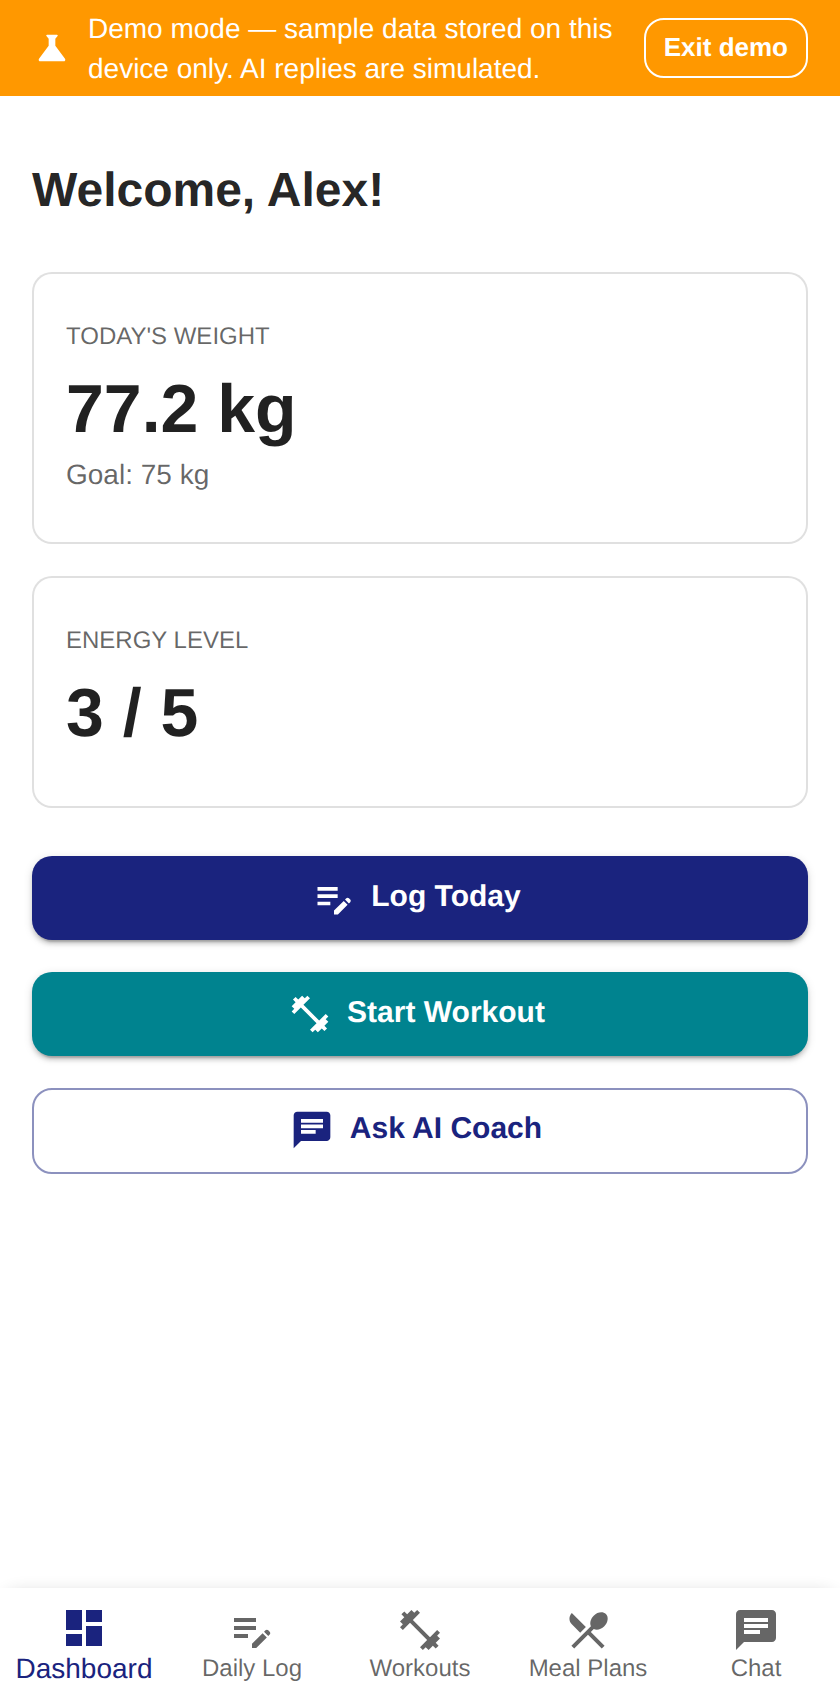 Demo mode — sample data stored on this
device only. AI replies are simulated.
Exit demo
Welcome, Alex!
TODAY'S WEIGHT
77.2 kg
Goal: 75 kg
ENERGY LEVEL
3 / 5
Log Today
Start Workout
Ask AI Coach
Dashboard
Daily Log
Workouts
Meal Plans
Chat